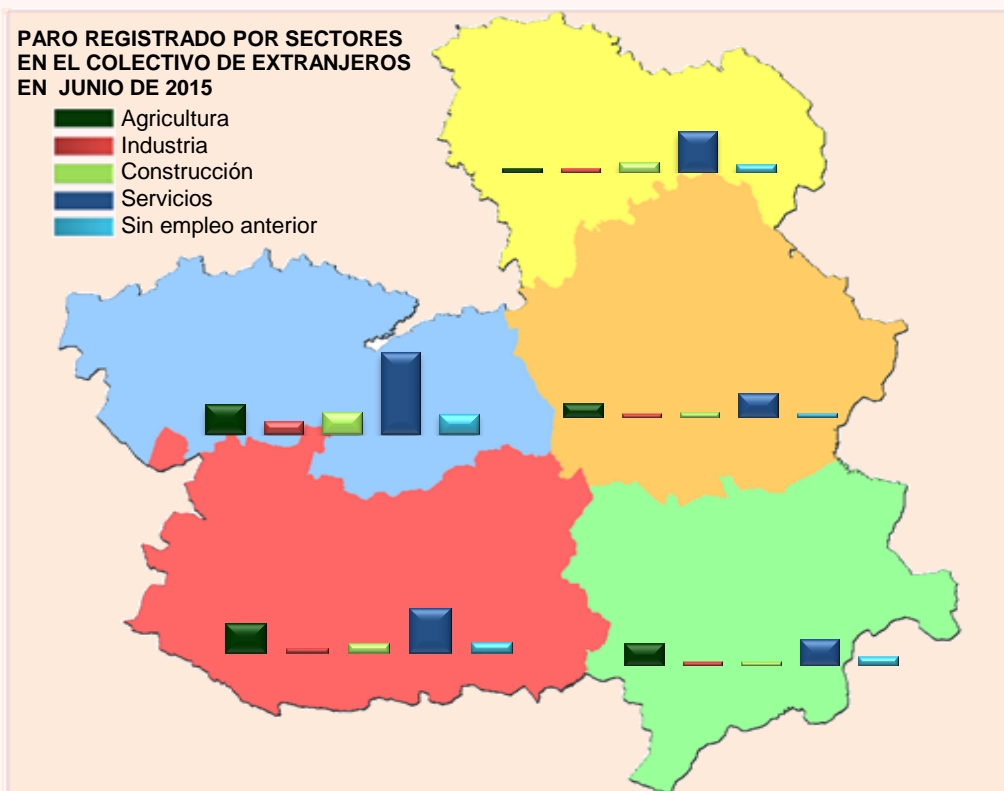 PARO REGISTRADO POR SECTORES
EN EL COLECTIVO DE EXTRANJEROS
EN JUNIO DE 2015
Agricultura
Industria
Construcción
Servicios
Sin empleo anterior